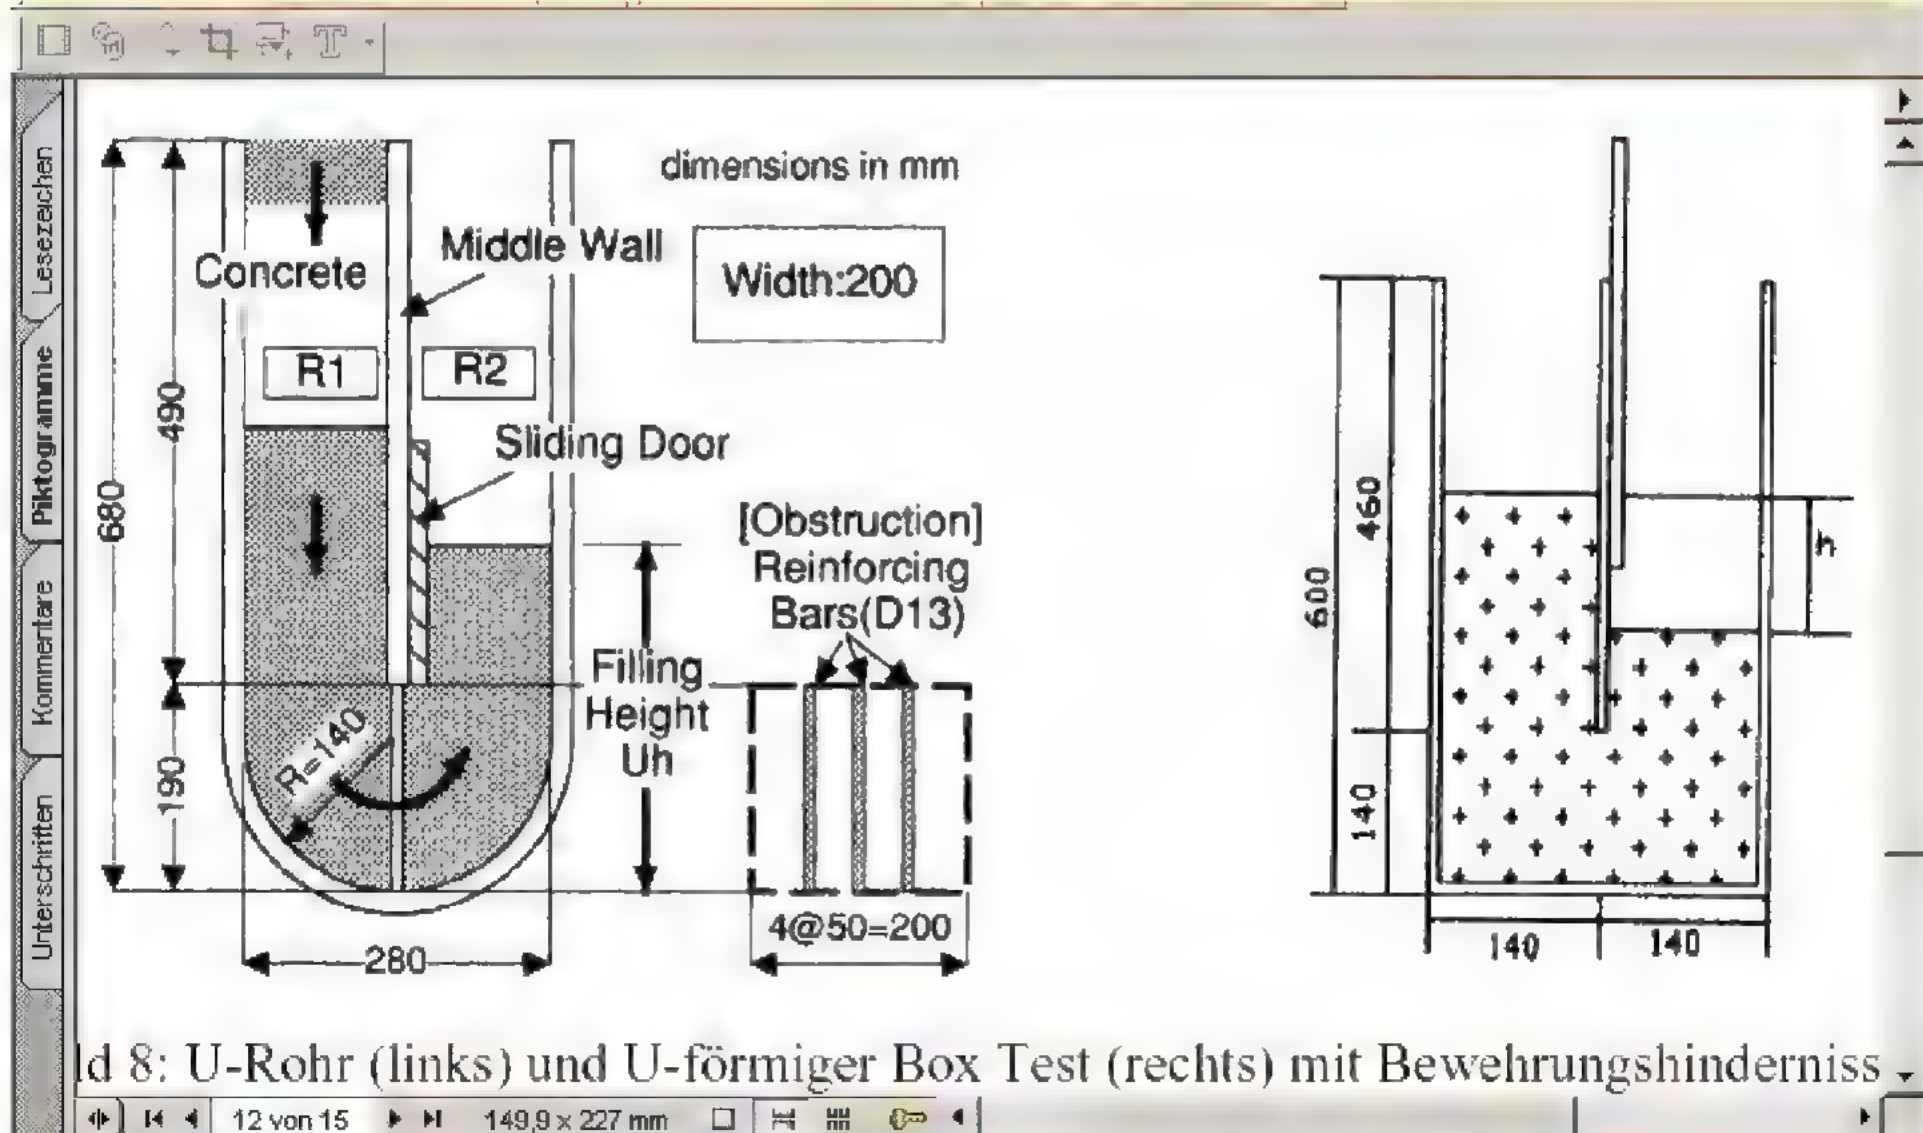 Lesezeichen
Piktogramme
Kommentare
Unterschriften
dimensions in mm
Middle Wall
Width:200
Concrete
R1
R2
Sliding Door
490
680
190
R=140
280
Filling
Height
Uh
[Obstruction]
Reinforcing
Bars(D13)
4@50=200
600
460
140
h
140
140
ld 8: U-Rohr (links) und U-förmiger Box Test (rechts) mit Bewehrungshinderniss
12 von 15
149,9 x 227 mm